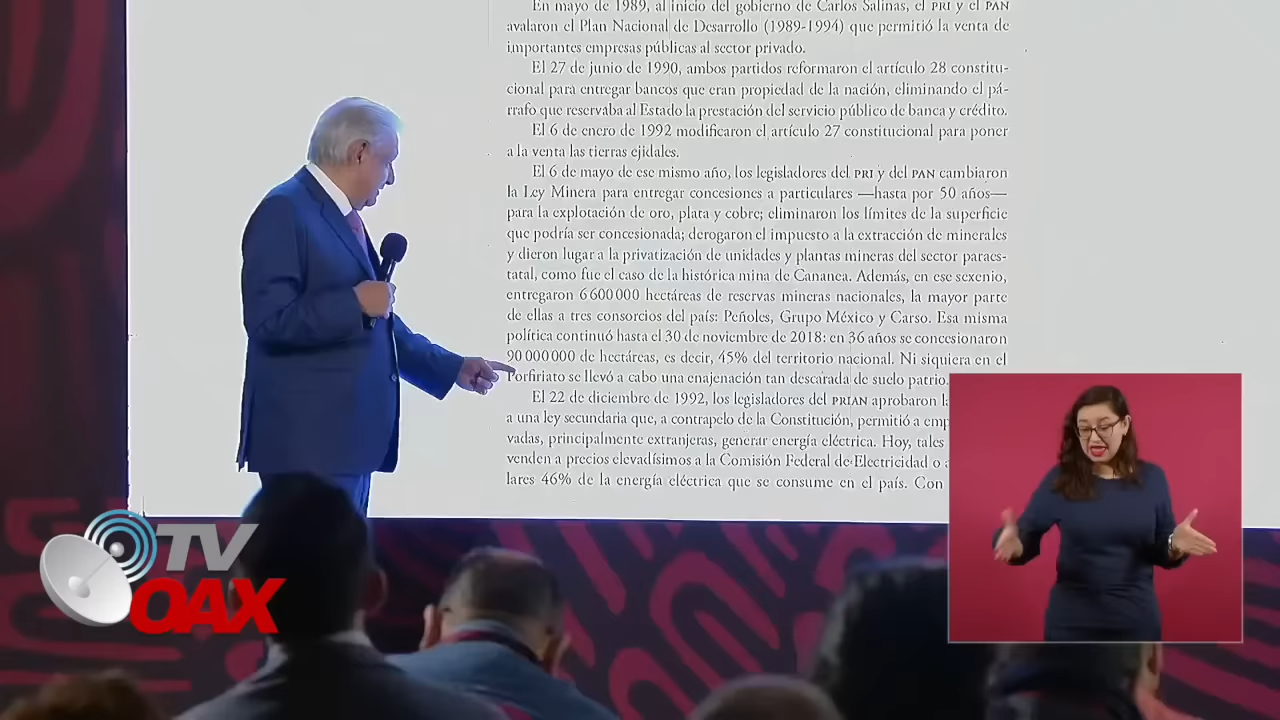 En mayo de 1989, al inicio del gobierno de Carlos Salinas, el PRI y el PAN
avalaron el Plan Nacional de Desarrollo (1989-1994) que permitió la venta de
importantes empresas públicas al sector privado.
El 27 de junio de 1990, ambos partidos reformaron el artículo 28 constitu-
cional para entregar bancos que eran propiedad de la nación, eliminando el pá-
rrafo que reservaba al Estado la prestación del servicio público de banca y crédito.
El 6 de enero de 1992 modificaron el artículo 27 constitucional para poner
a la venta las tierras ejidales.
El 6 de mayo de ese mismo año, los legisladores del PRI y del PAN cambiaron
la Ley Minera para entregar concesiones a particulares —hasta por 50 años—
para la explotación de oro, plata y cobre; eliminaron los límites de la superficie
que podría ser concesionada; derogaron el impuesto a la extracción de minerales
y dieron lugar a la privatización de unidades y plantas mineras del sector paraes-
tatal, como fue el caso de la histórica mina de Cananea. Además, en ese sexenio,
entregaron 6 600 000 hectáreas de reservas mineras nacionales, la mayor parte
de ellas a tres consorcios del país: Peñoles, Grupo México y Carso. Esa misma
política continuó hasta el 30 de noviembre de 2018: en 36 años se concesionaron
90 000 000 de hectáreas, es decir, 45% del territorio nacional. Ni siquiera en el
Porfiriato se llevó a cabo una enajenación tan descarada de suelo patrio.
El 22 de diciembre de 1992, los legisladores del PRIAN aprobaron
a una ley secundaria que, a contrapelo de la Constitución, permitió a
vadas, principalmente extranjeras, generar energía eléctrica. Hoy, tales
venden a precios elevadísimos a la Comisión Federal de Electricidad o
lares 46% de la energía eléctrica que se consume en el país. Con
TV
OAX